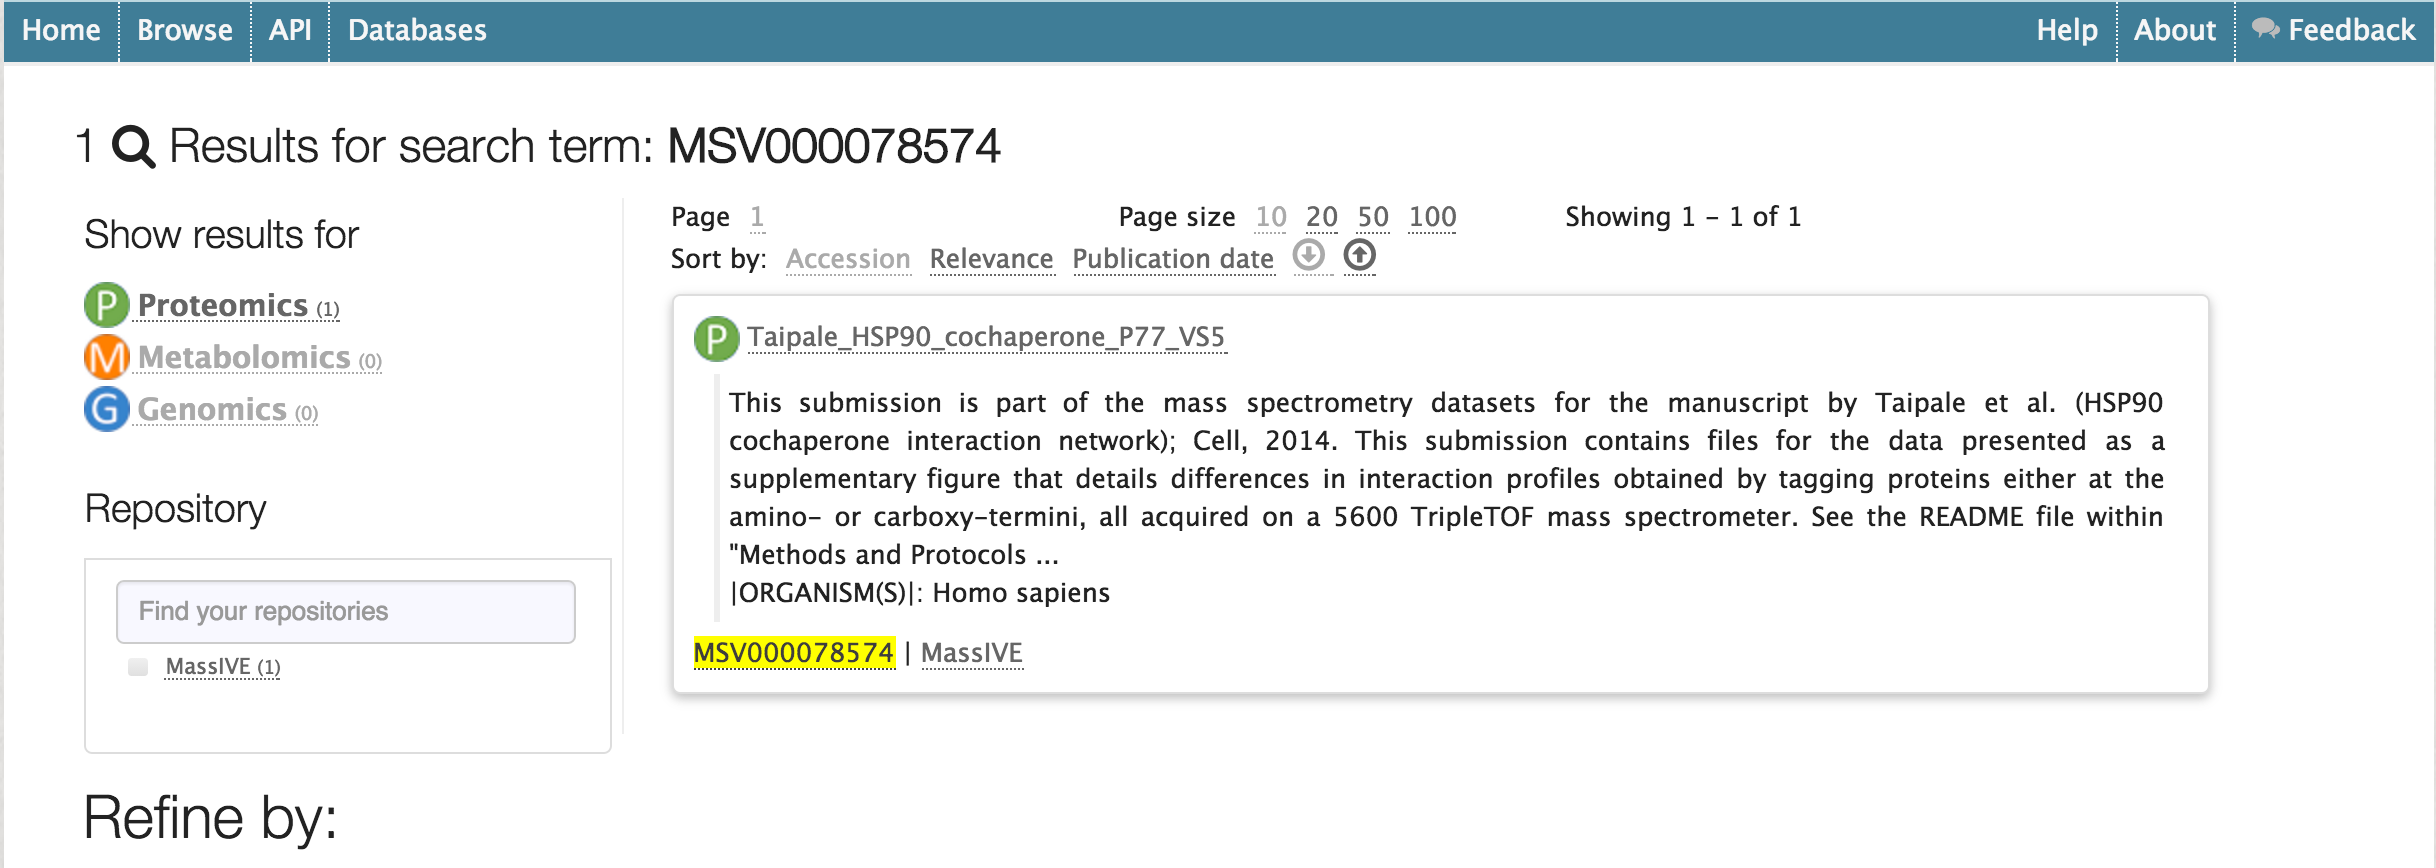 Home Browse API Databases Help About Feedback
1 Results for search term: MSV000078574
Show results for
P Proteomics (1)
M Metabolomics (0)
G Genomics (0)
Repository
Find your repositories
MassIVE (1)
Refine by:
Page 1 Page size 10 20 50 100 Showing 1 - 1 of 1
Sort by: Accession Relevance Publication date
P Taipale_HSP90_cochaperone_P77_VS5
This submission is part of the mass spectrometry datasets for the manuscript by Taipale et al. (HSP90
cochaperone interaction network); Cell, 2014. This submission contains files for the data presented as a
supplementary figure that details differences in interaction profiles obtained by tagging proteins either at the
amino- or carboxy-termini, all acquired on a 5600 TripleTOF mass spectrometer. See the README file within
"Methods and Protocols ...
|ORGANISM(S)|: Homo sapiens
MSV000078574 | MassIVE